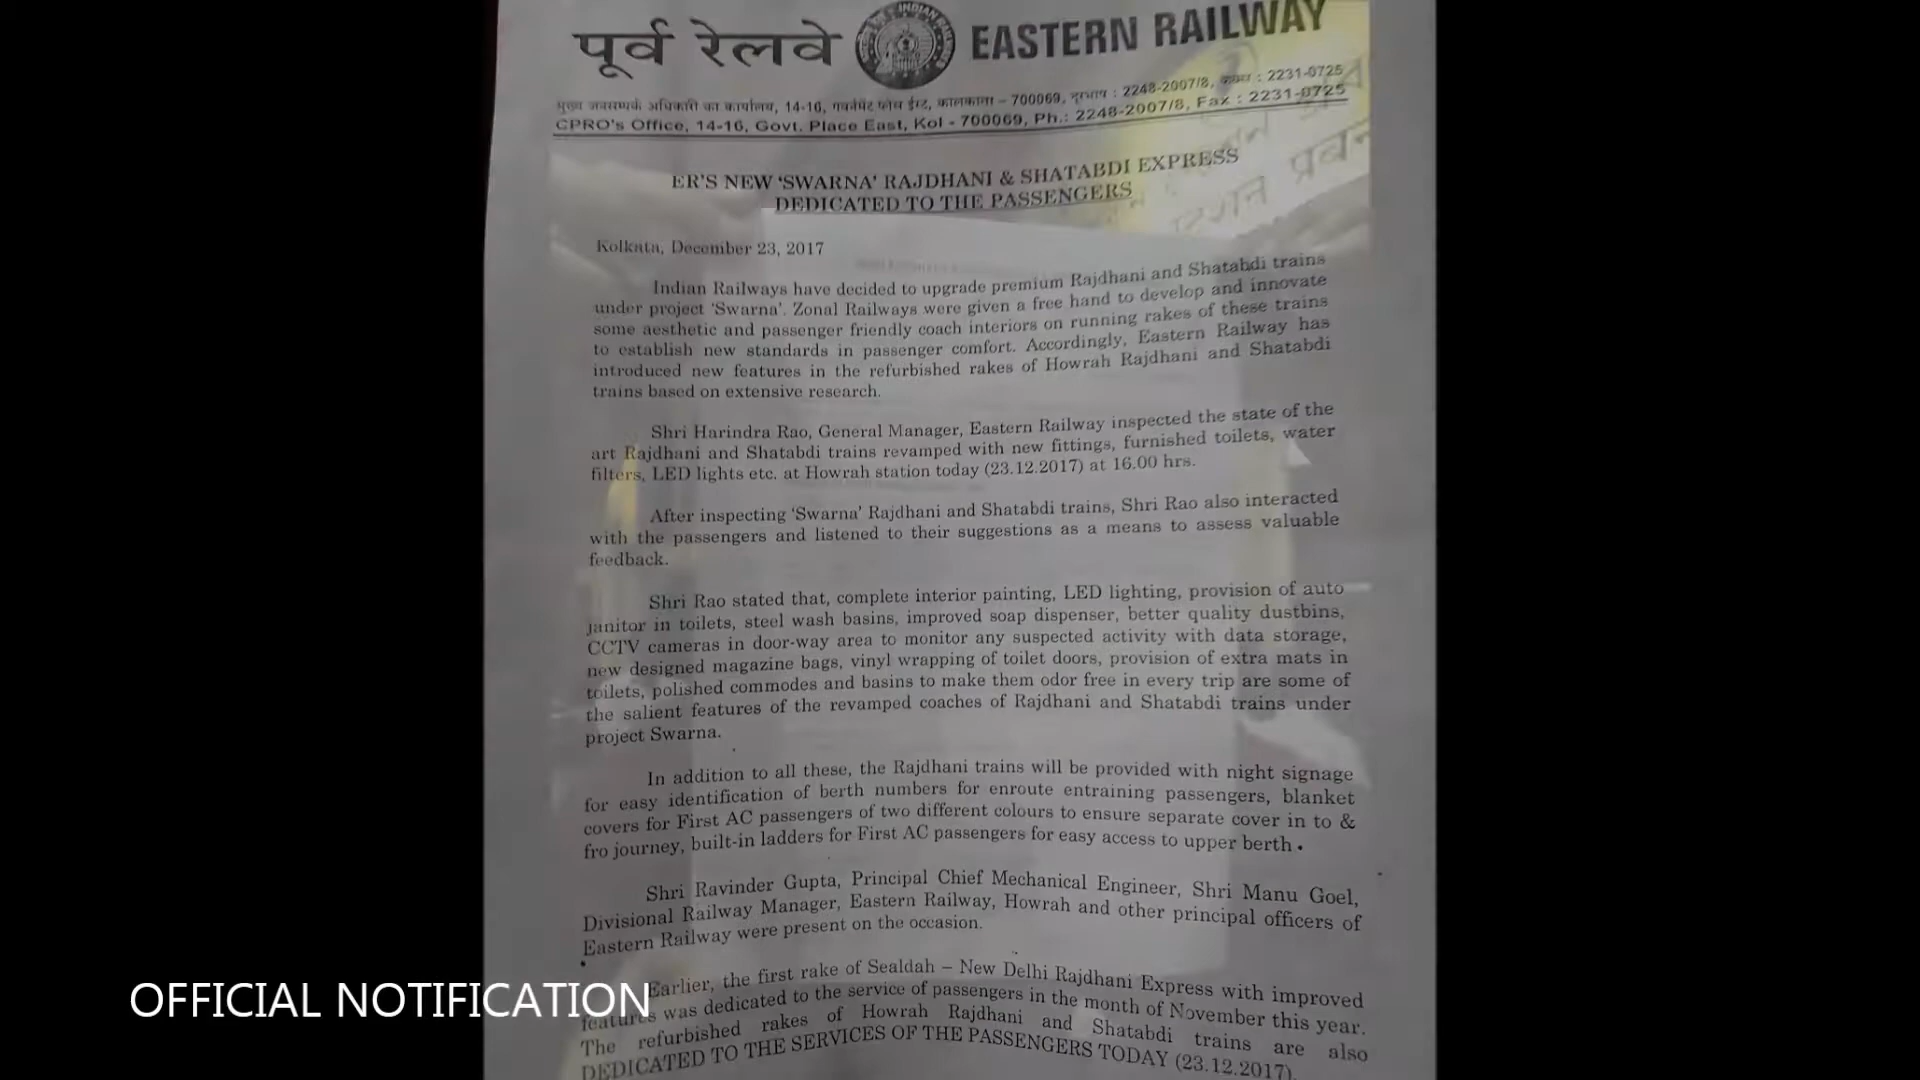 पूर्व रेलवे EASTERN RAILWAY
मुख्य जनसम्पर्क अधिकारी का कार्यालय, 14-16, गवर्नमेंट प्लेस ईस्ट, कोलकाता – 700069, दूरभाष : 2248-2007/8, फैक्स : 2231-0725
CPRO's Office, 14-16, Govt. Place East, Kol - 700069, Ph.: 2248-2007/8, Fax : 2231-0725
ER'S NEW 'SWARNA' RAJDHANI & SHATABDI EXPRESS
DEDICATED TO THE PASSENGERS
Kolkata, December 23, 2017
Indian Railways have decided to upgrade premium Rajdhani and Shatabdi trains
under project 'Swarna'. Zonal Railways were given a free hand to develop and innovate
some aesthetic and passenger friendly coach interiors on running rakes of these trains
to establish new standards in passenger comfort. Accordingly, Eastern Railway has
introduced new features in the refurbished rakes of Howrah Rajdhani and Shatabdi
trains based on extensive research.
Shri Harindra Rao, General Manager, Eastern Railway inspected the state of the
art Rajdhani and Shatabdi trains revamped with new fittings, furnished toilets, water
filters, LED lights etc. at Howrah station today (23.12.2017) at 16.00 hrs.
After inspecting 'Swarna' Rajdhani and Shatabdi trains, Shri Rao also interacted
with the passengers and listened to their suggestions as a means to assess valuable
feedback.
Shri Rao stated that, complete interior painting, LED lighting, provision of auto
janitor in toilets, steel wash basins, improved soap dispenser, better quality dustbins,
CCTV cameras in door-way area to monitor any suspected activity with data storage,
new designed magazine bags, vinyl wrapping of toilet doors, provision of extra mats in
toilets, polished commodes and basins to make them odor free in every trip are some of
the salient features of the revamped coaches of Rajdhani and Shatabdi trains under
project Swarna.
In addition to all these, the Rajdhani trains will be provided with night signage
for easy identification of berth numbers for enroute entraining passengers, blanket
covers for First AC passengers of two different colours to ensure separate cover in to &
fro journey, built-in ladders for First AC passengers for easy access to upper berth.
Shri Ravinder Gupta, Principal Chief Mechanical Engineer, Shri Manu Goel,
Divisional Railway Manager, Eastern Railway, Howrah and other principal officers of
Eastern Railway were present on the occasion.
Earlier, the first rake of Sealdah – New Delhi Rajdhani Express with improved
features was dedicated to the service of passengers in the month of November this year.
The refurbished rakes of Howrah Rajdhani and Shatabdi trains are also
DEDICATED TO THE SERVICES OF THE PASSENGERS TODAY (23.12.2017).
OFFICIAL NOTIFICATION